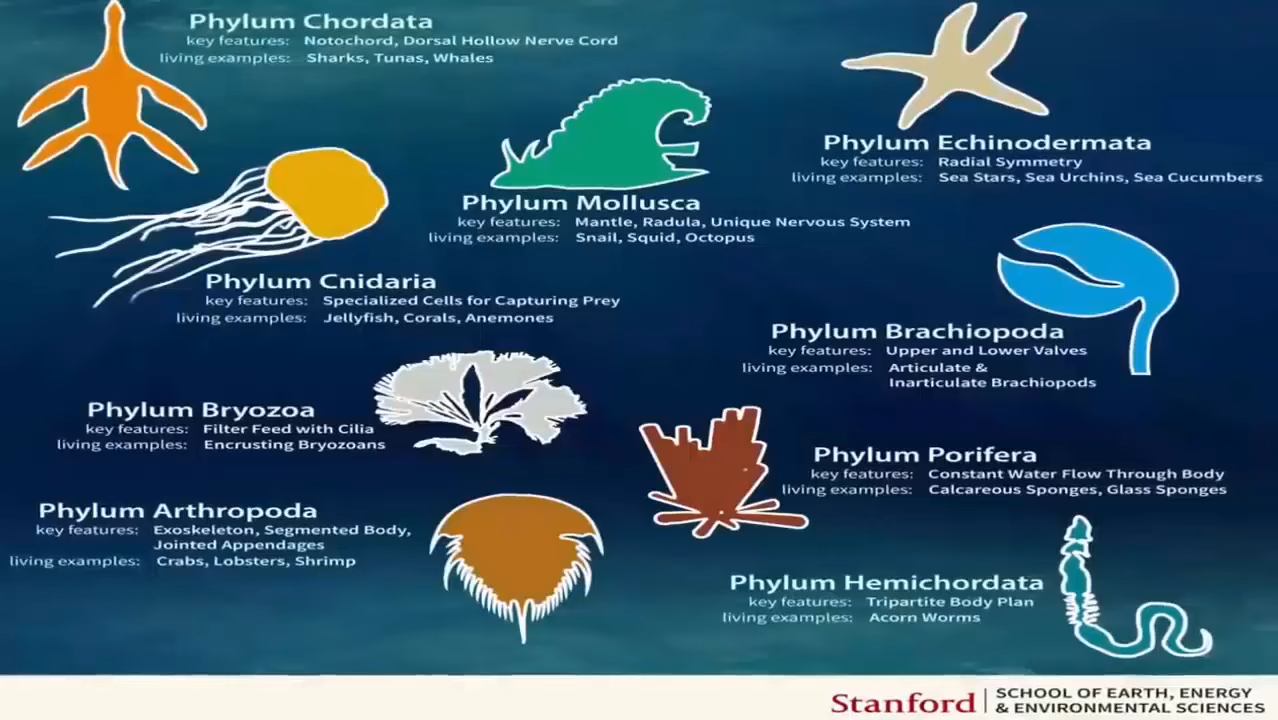 Phylum Chordata
key features: Notochord, Dorsal Hollow Nerve Cord
living examples: Sharks, Tunas, Whales
Phylum Echinodermata
key features: Radial Symmetry
living examples: Sea Stars, Sea Urchins, Sea Cucumbers
Phylum Mollusca
key features: Mantle, Radula, Unique Nervous System
living examples: Snail, Squid, Octopus
Phylum Cnidaria
key features: Specialized Cells for Capturing Prey
living examples: Jellyfish, Corals, Anemones
Phylum Brachiopoda
key features: Upper and Lower Valves
living examples: Articulate &
Inarticulate Brachiopods
Phylum Bryozoa
key features: Filter Feed with Cilia
living examples: Encrusting Bryozoans
Phylum Porifera
key features: Constant Water Flow Through Body
living examples: Calcareous Sponges, Glass Sponges
Phylum Arthropoda
key features: Exoskeleton, Segmented Body,
Jointed Appendages
living examples: Crabs, Lobsters, Shrimp
Phylum Hemichordata
key features: Tripartite Body Plan
living examples: Acorn Worms
Stanford
SCHOOL OF EARTH, ENERGY
& ENVIRONMENTAL SCIENCES